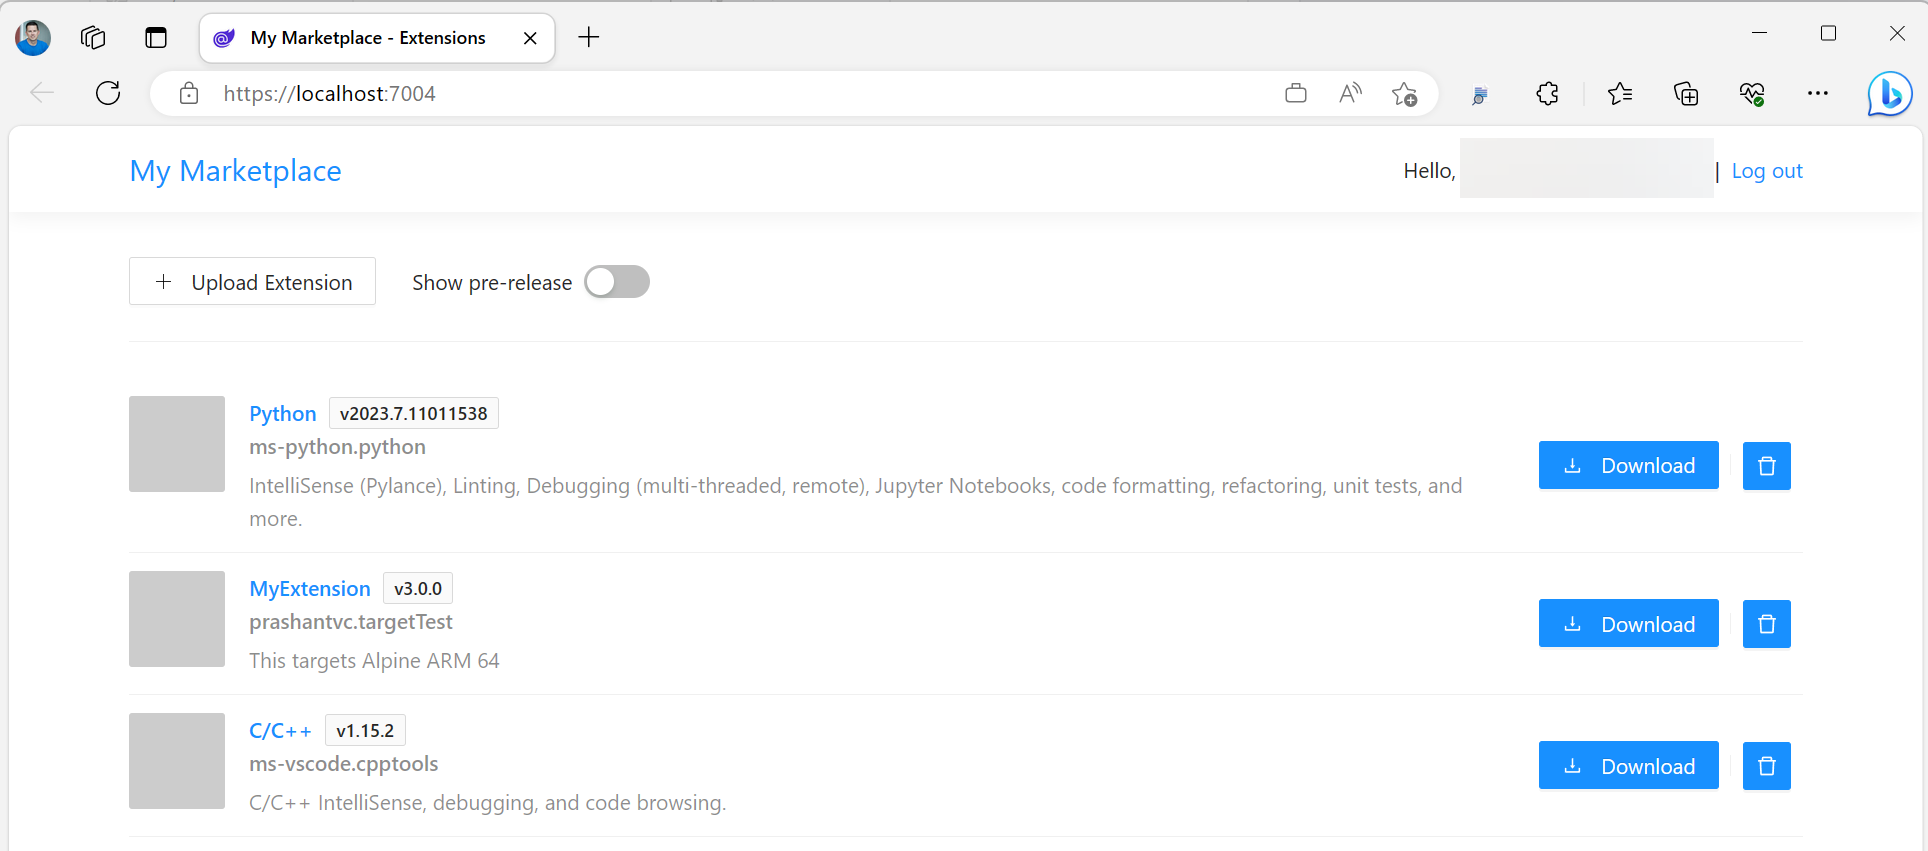 My Marketplace - Extensions
https://localhost:7004
My Marketplace
Hello, | Log out
Upload Extension Show pre-release
Python v2023.7.11011538
ms-python.python
IntelliSense (Pylance), Linting, Debugging (multi-threaded, remote), Jupyter Notebooks, code formatting, refactoring, unit tests, and
more.
Download
MyExtension v3.0.0
prashantvc.targetTest
This targets Alpine ARM 64
Download
C/C++ v1.15.2
ms-vscode.cpptools
C/C++ IntelliSense, debugging, and code browsing.
Download